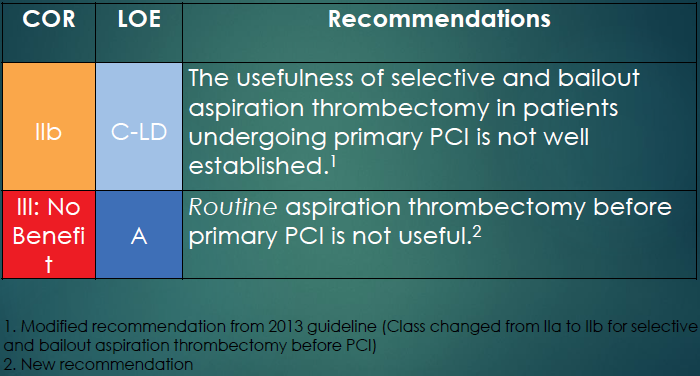 COR LOE Recommendations
IIb C-LD The usefulness of selective and bailout
aspiration thrombectomy in patients
undergoing primary PCI is not well
established.1
III: No
Benefi
t
A
Routine aspiration thrombectomy before
primary PCI is not useful.2
1. Modified recommendation from 2013 guideline (Class changed from IIa to IIb for selective
and bailout aspiration thrombectomy before PCI)
2. New recommendation